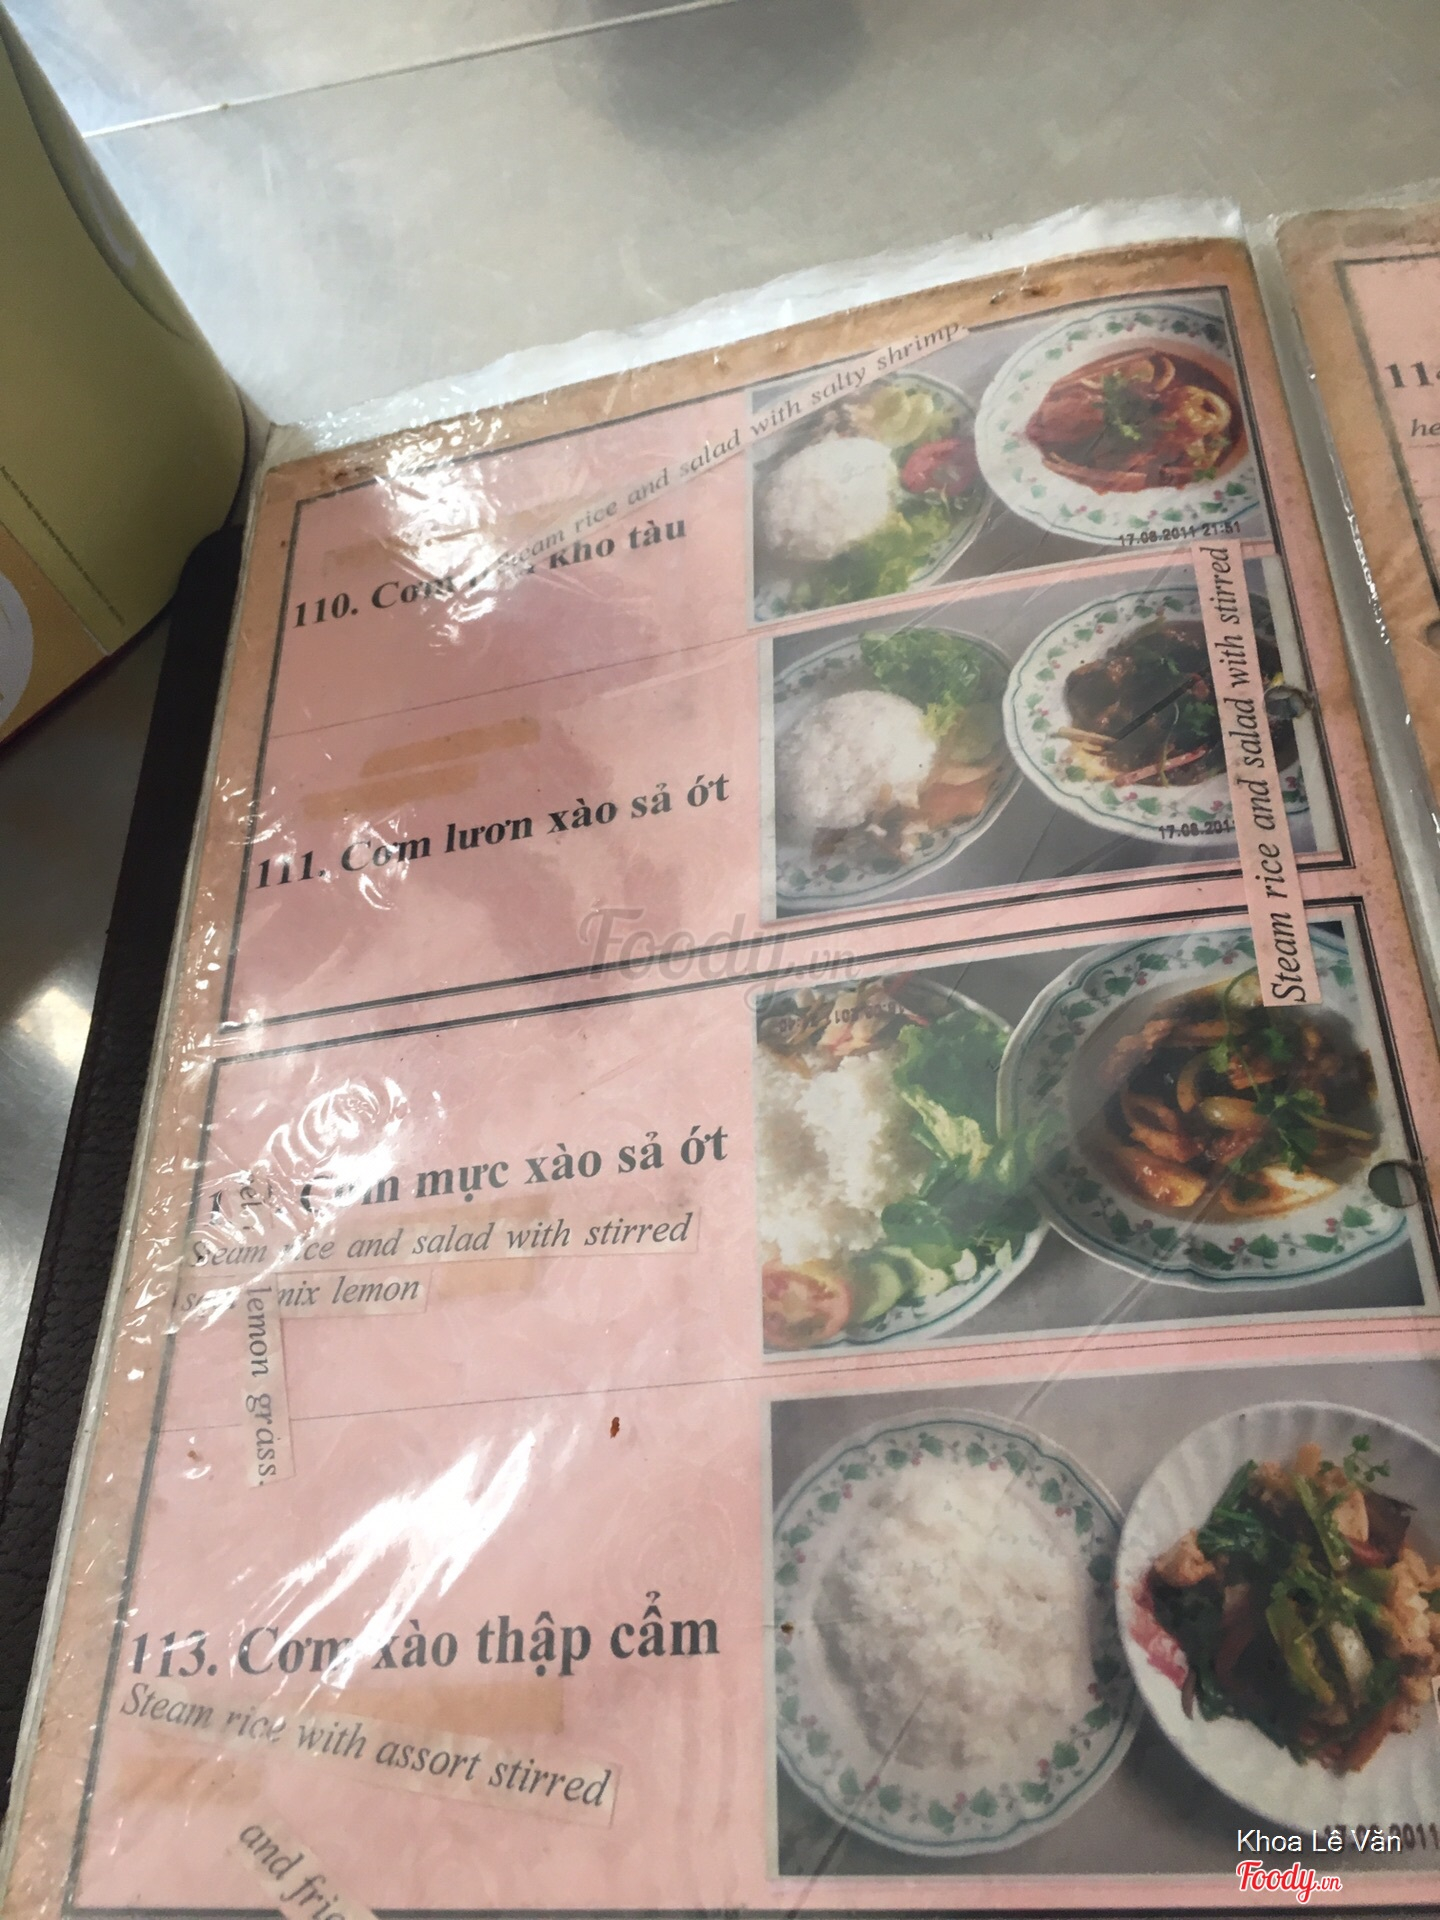 Steam rice and salad with salty shrimp.
110. Cơm kho tàu
17.08.2011 21:51
111. Cơm lươn xào sả ớt
17.08.201
Steam rice and salad with stirred
Foody.vn
Cơm mực xào sả ớt
Steam rice and salad with stirred
mix lemon
lemon grass.
113. Cơm xào thập cẩm
Steam rice with assort stirred
and
114
he
2011
Khoa Lê Văn
Foody.vn